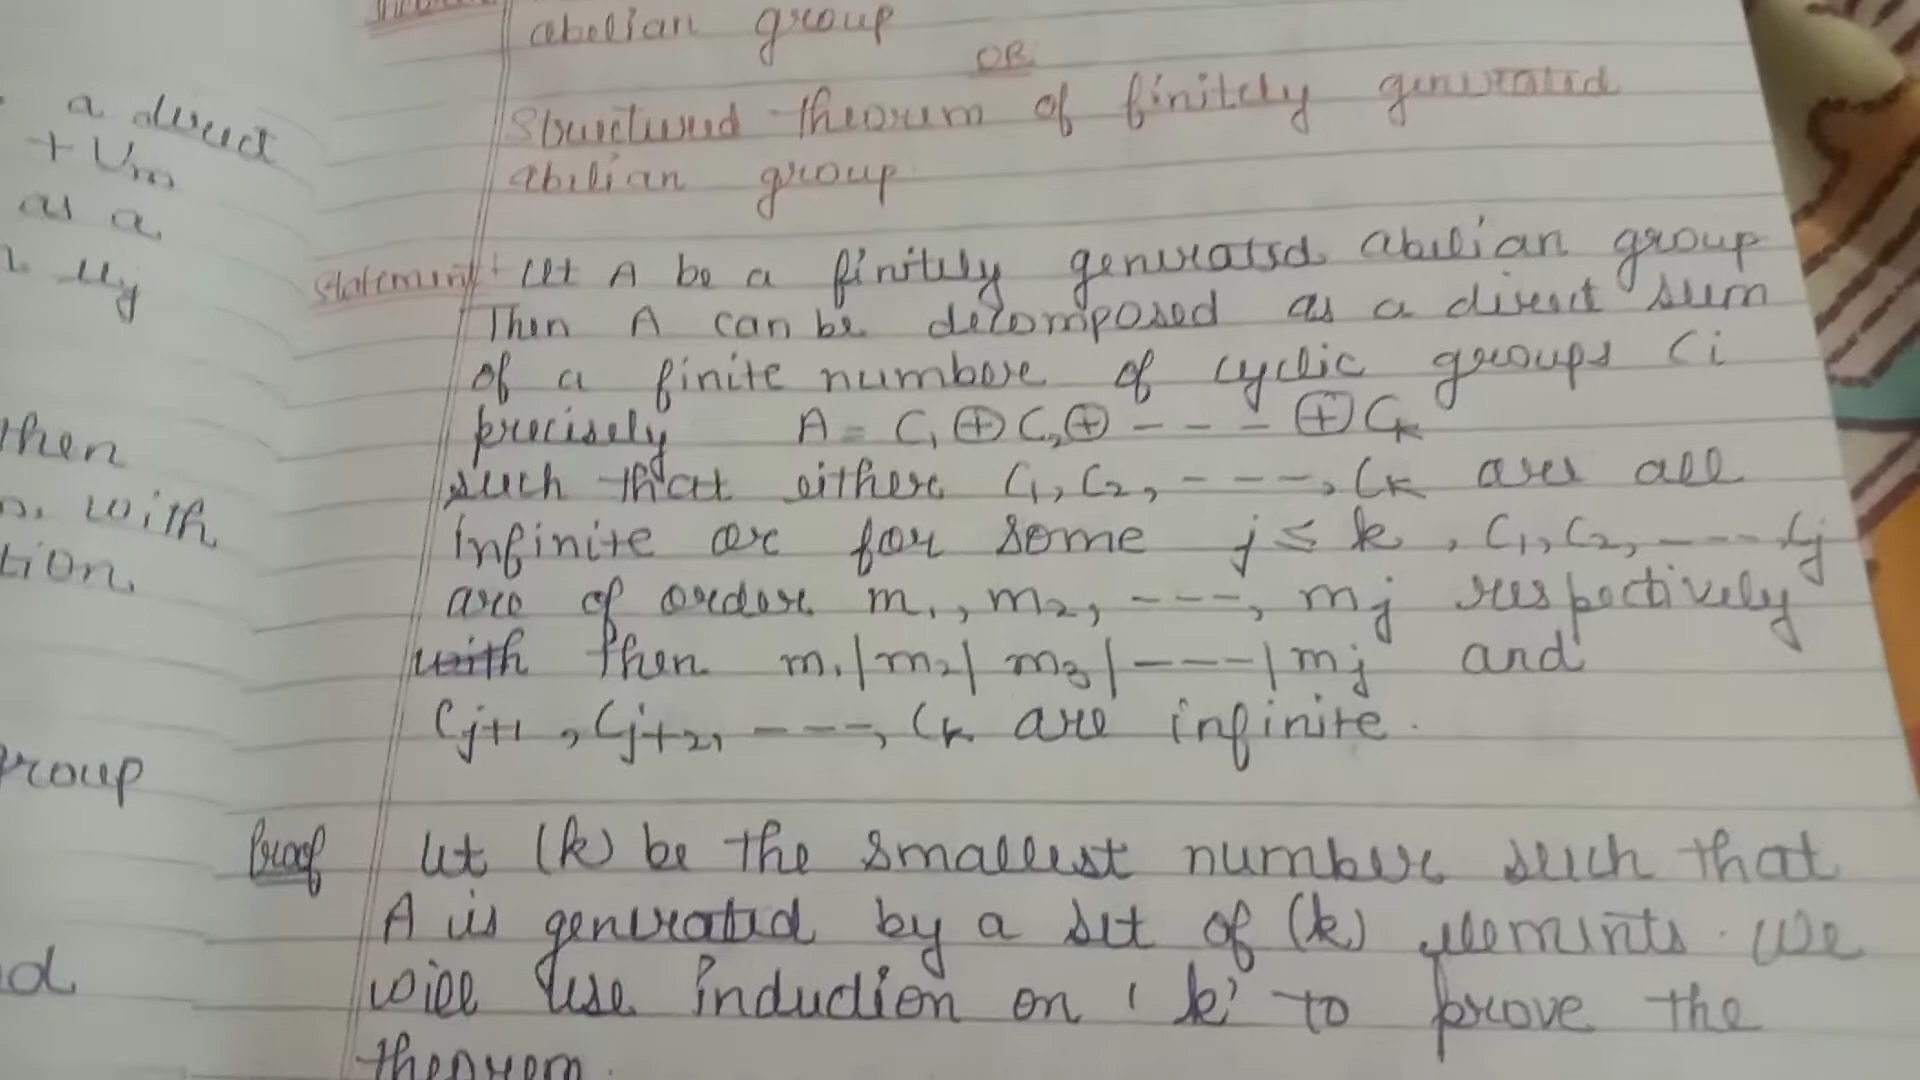 a direct
+ Um
as a
uj
then
with
tion.
roup
d
abelian group
OR
Structured theorem of finitely generated
abelian group
Statement Let A be a finitely generated abelian group
Then A can be decomposed as a direct sum
of a finite number of cyclic groups Ci
precisely A = C₁ ⊕ C₂ ⊕ - - - ⊕ Ck
such that either C₁, C₂, - - - -, Ck are all
infinite or for some j ≤ k, C₁, C₂, - - - - Cj
are of order m₁, m₂, - - - -, mj respectively
with then m₁ | m₂ | m₃ | - - - - | mj and
Cj+1, Cj+2, - - - -, Ck are infinite.
Proof Let (k) be the smallest number such that
A is generated by a set of (k) elements. We
will use induction on 'k' to prove the
theorem.